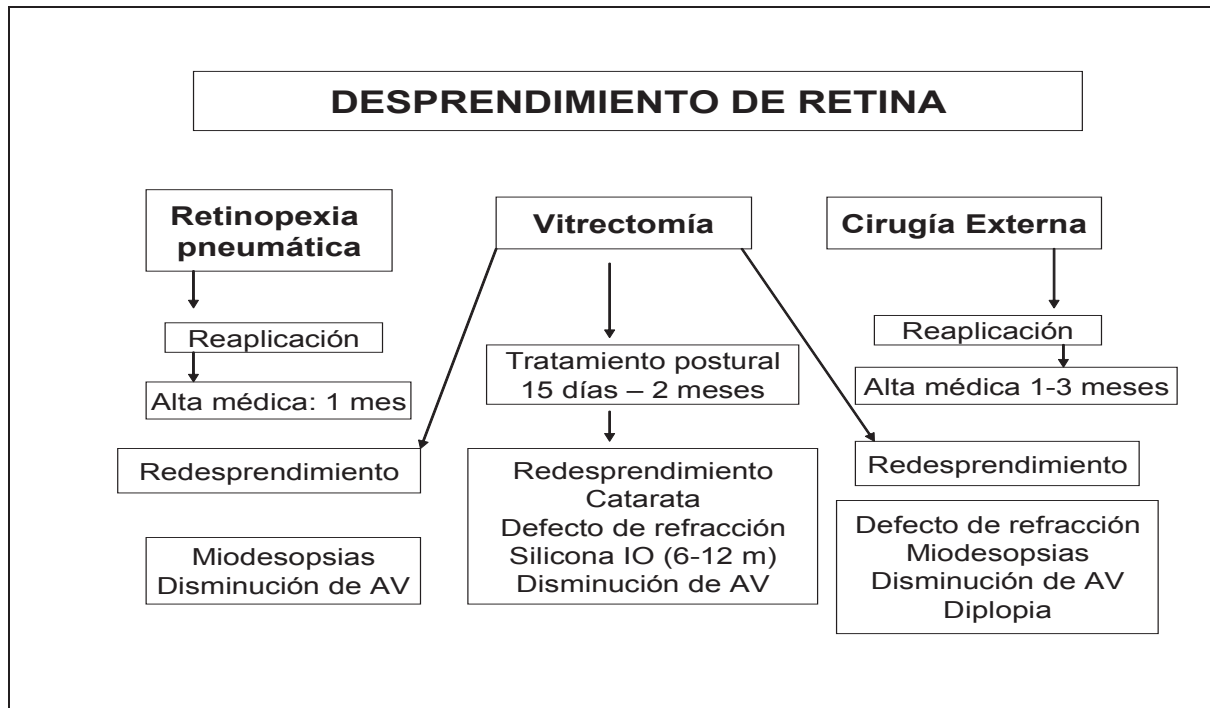 DESPRENDIMIENTO DE RETINA
Retinopexia
pneumática
Reaplicación
Alta médica: 1 mes
Redesprendimiento
Miodesopsias
Disminución de AV
Vitrectomía
Tratamiento postural
15 días – 2 meses
Redesprendimiento
Catarata
Defecto de refracción
Silicona IO (6-12 m)
Disminución de AV
Cirugía Externa
Reaplicación
Alta médica 1-3 meses
Redesprendimiento
Defecto de refracción
Miodesopsias
Disminución de AV
Diplopia